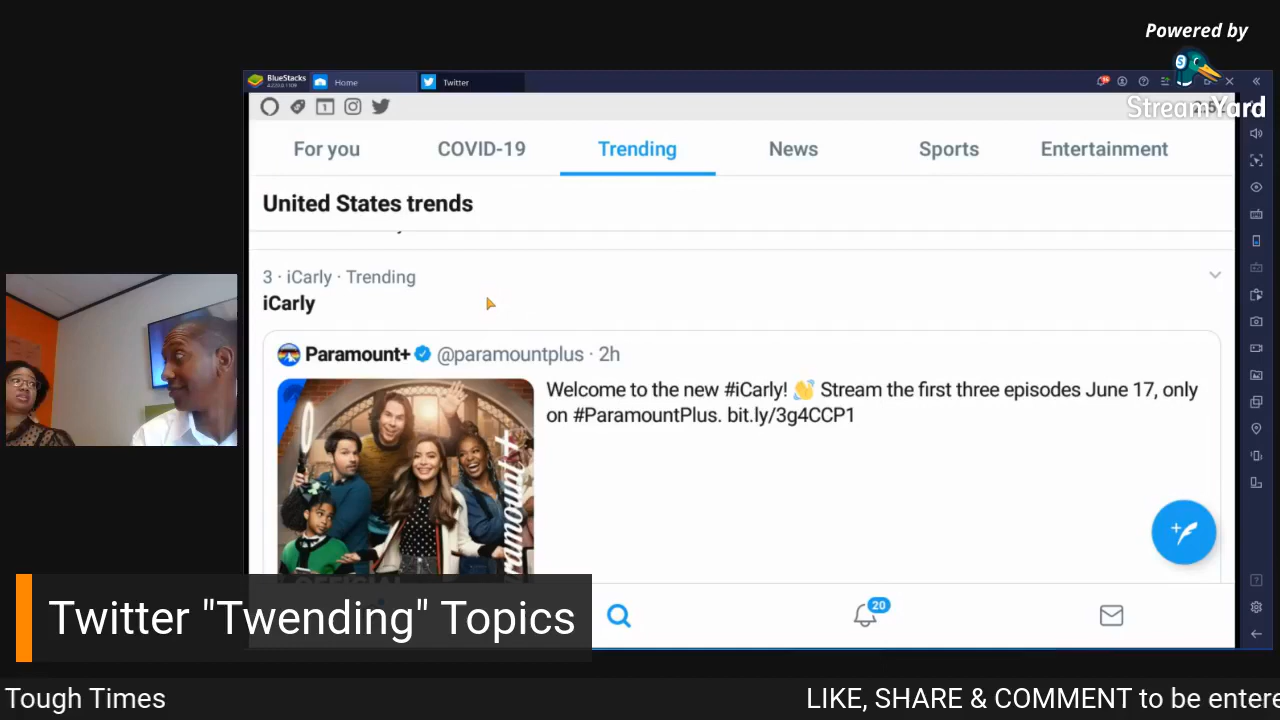 Powered by
StreamYard
BlueStacks
Home
Twitter
For you
COVID-19
Trending
News
Sports
Entertainment
United States trends
3 · iCarly · Trending
iCarly
Paramount+ @paramountplus · 2h
Welcome to the new #iCarly! 👋 Stream the first three episodes June 17, only
on #ParamountPlus. bit.ly/3g4CCP1
20
Twitter "Twending" Topics
Tough Times
LIKE, SHARE & COMMENT to be entere